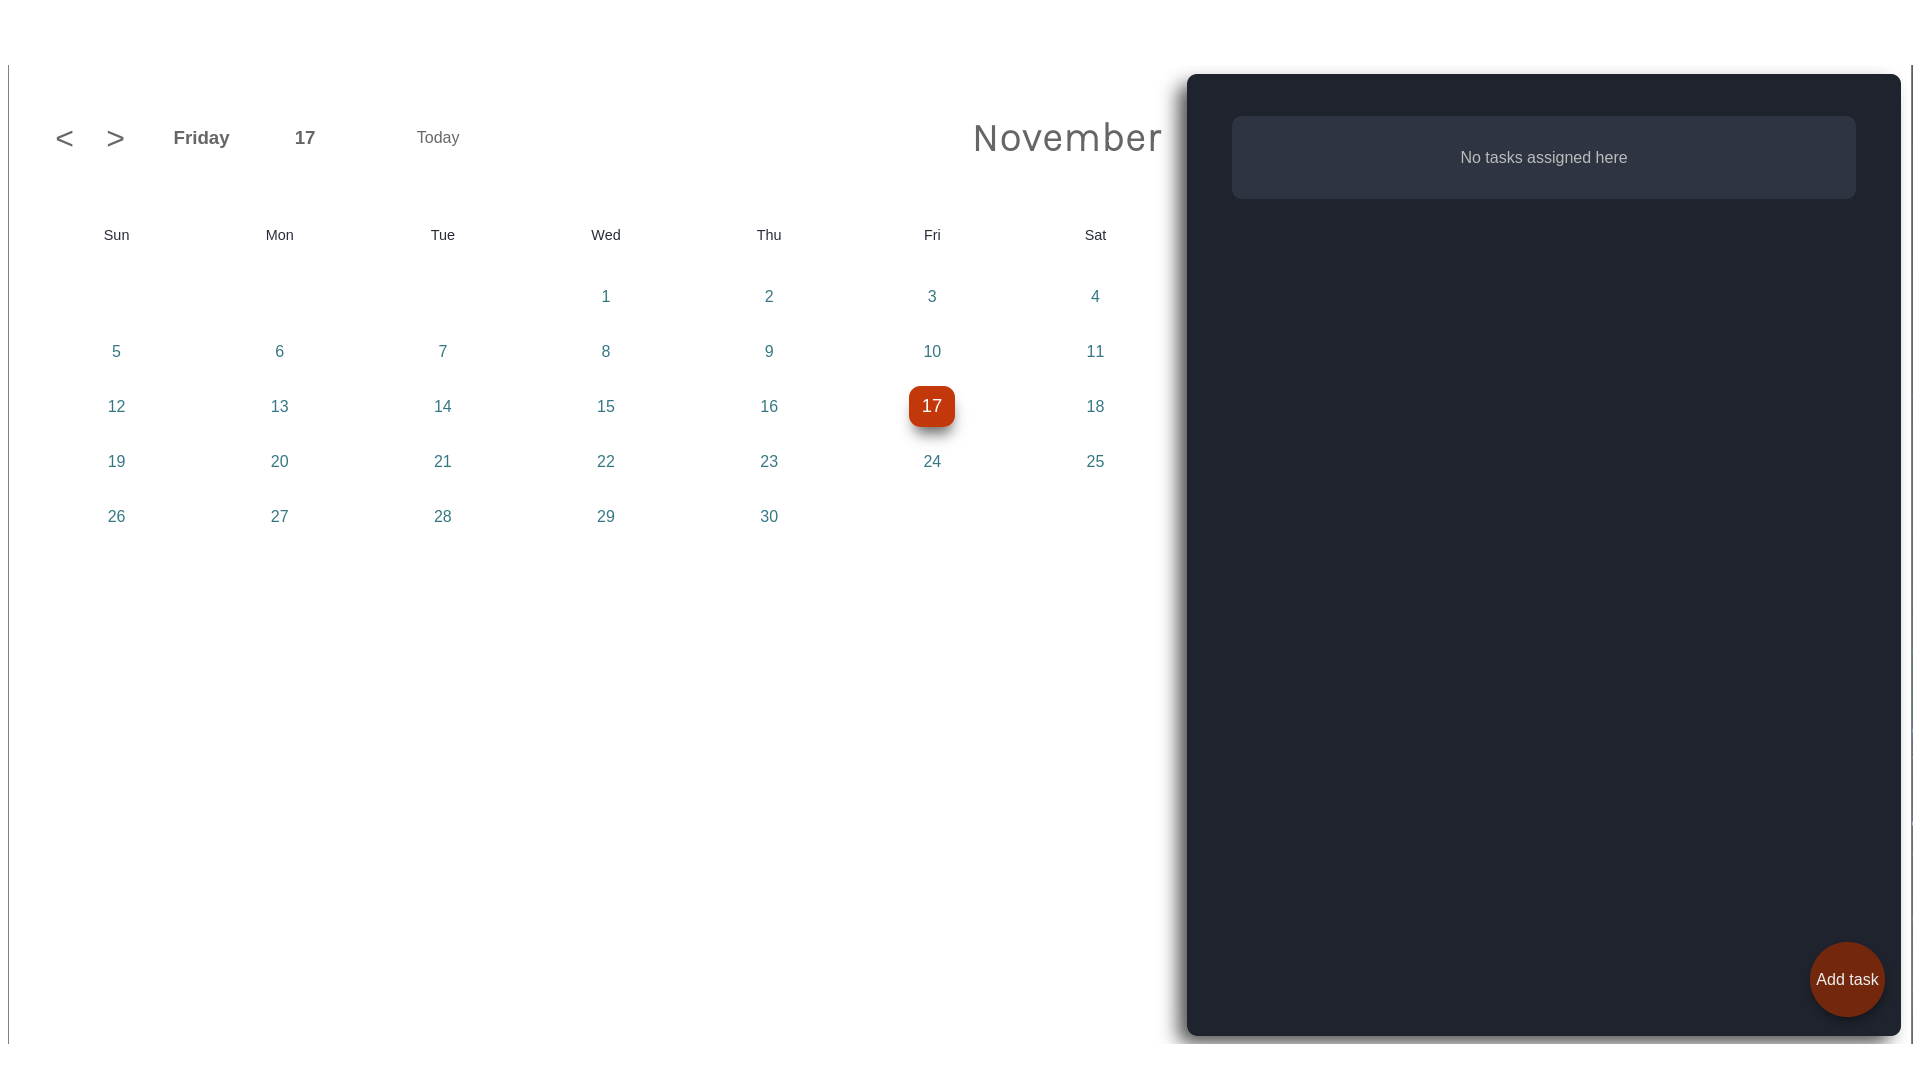 < > Friday 17 Today November
Sun Mon Tue Wed Thu Fri Sat
1 2 3 4
5 6 7 8 9 10 11
12 13 14 15 16 17 18
19 20 21 22 23 24 25
26 27 28 29 30
No tasks assigned here
Add task